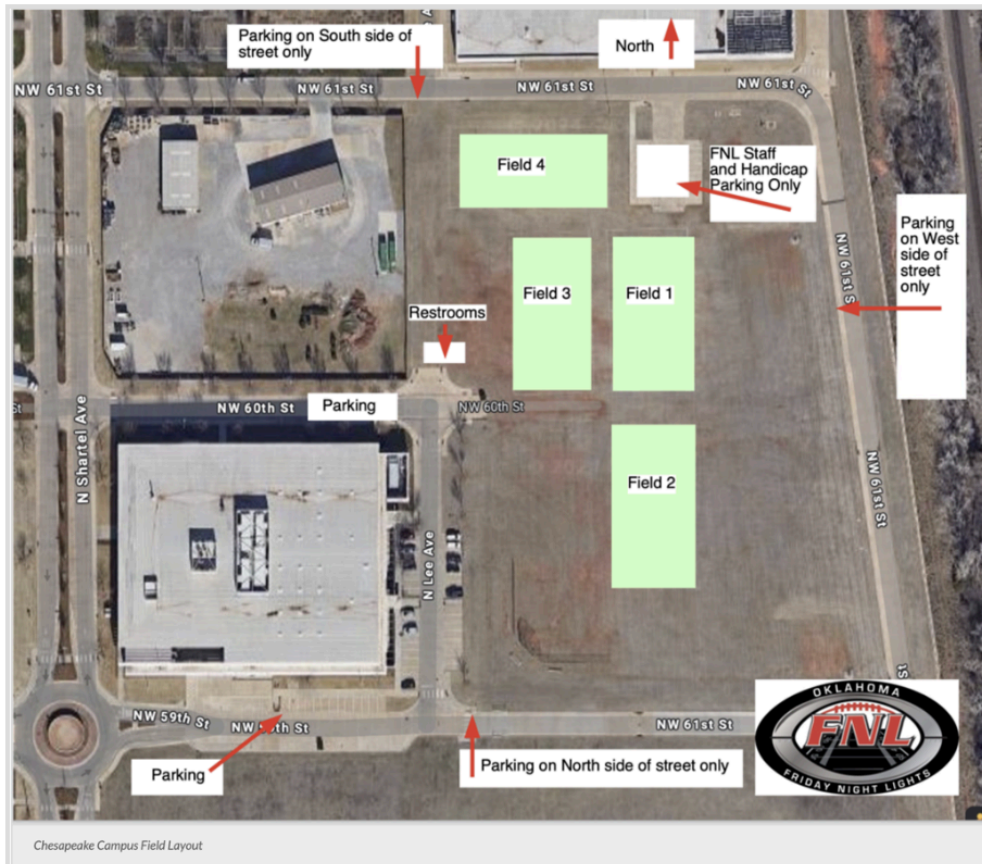 Parking on South side of
street only
North
NW 61st St
NW 61st St
NW 61st St
NW 61st St
Field 4
FNL Staff
and Handicap
Parking Only
Parking
on West
side of
street
only
NW 61st S
Field 3
Field 1
Restrooms
St
NW 60th St
Parking
NW 60th St
N Shartel Ave
Field 2
NW 61st St
N Lee Ave
St
OKLAHOMA
FNL
FRIDAY NIGHT LIGHTS
NW 59th St
NW 61st St
Parking
Parking on North side of street only
Chesapeake Campus Field Layout